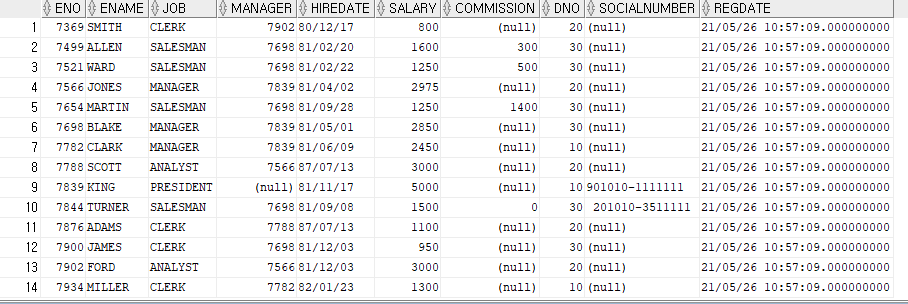 ENO ENAME JOB MANAGER HIREDATE SALARY COMMISSION DNO SOCIALNUMBER REGDATE
1 7369 SMITH CLERK 7902 80/12/17 800 (null) 20 (null) 21/05/26 10:57:09.000000000
2 7499 ALLEN SALESMAN 7698 81/02/20 1600 300 30 (null) 21/05/26 10:57:09.000000000
3 7521 WARD SALESMAN 7698 81/02/22 1250 500 30 (null) 21/05/26 10:57:09.000000000
4 7566 JONES MANAGER 7839 81/04/02 2975 (null) 20 (null) 21/05/26 10:57:09.000000000
5 7654 MARTIN SALESMAN 7698 81/09/28 1250 1400 30 (null) 21/05/26 10:57:09.000000000
6 7698 BLAKE MANAGER 7839 81/05/01 2850 (null) 30 (null) 21/05/26 10:57:09.000000000
7 7782 CLARK MANAGER 7839 81/06/09 2450 (null) 10 (null) 21/05/26 10:57:09.000000000
8 7788 SCOTT ANALYST 7566 87/07/13 3000 (null) 20 (null) 21/05/26 10:57:09.000000000
9 7839 KING PRESIDENT (null) 81/11/17 5000 (null) 10 901010-1111111 21/05/26 10:57:09.000000000
10 7844 TURNER SALESMAN 7698 81/09/08 1500 0 30 201010-3511111 21/05/26 10:57:09.000000000
11 7876 ADAMS CLERK 7788 87/07/13 1100 (null) 20 (null) 21/05/26 10:57:09.000000000
12 7900 JAMES CLERK 7698 81/12/03 950 (null) 30 (null) 21/05/26 10:57:09.000000000
13 7902 FORD ANALYST 7566 81/12/03 3000 (null) 20 (null) 21/05/26 10:57:09.000000000
14 7934 MILLER CLERK 7782 82/01/23 1300 (null) 10 (null) 21/05/26 10:57:09.000000000